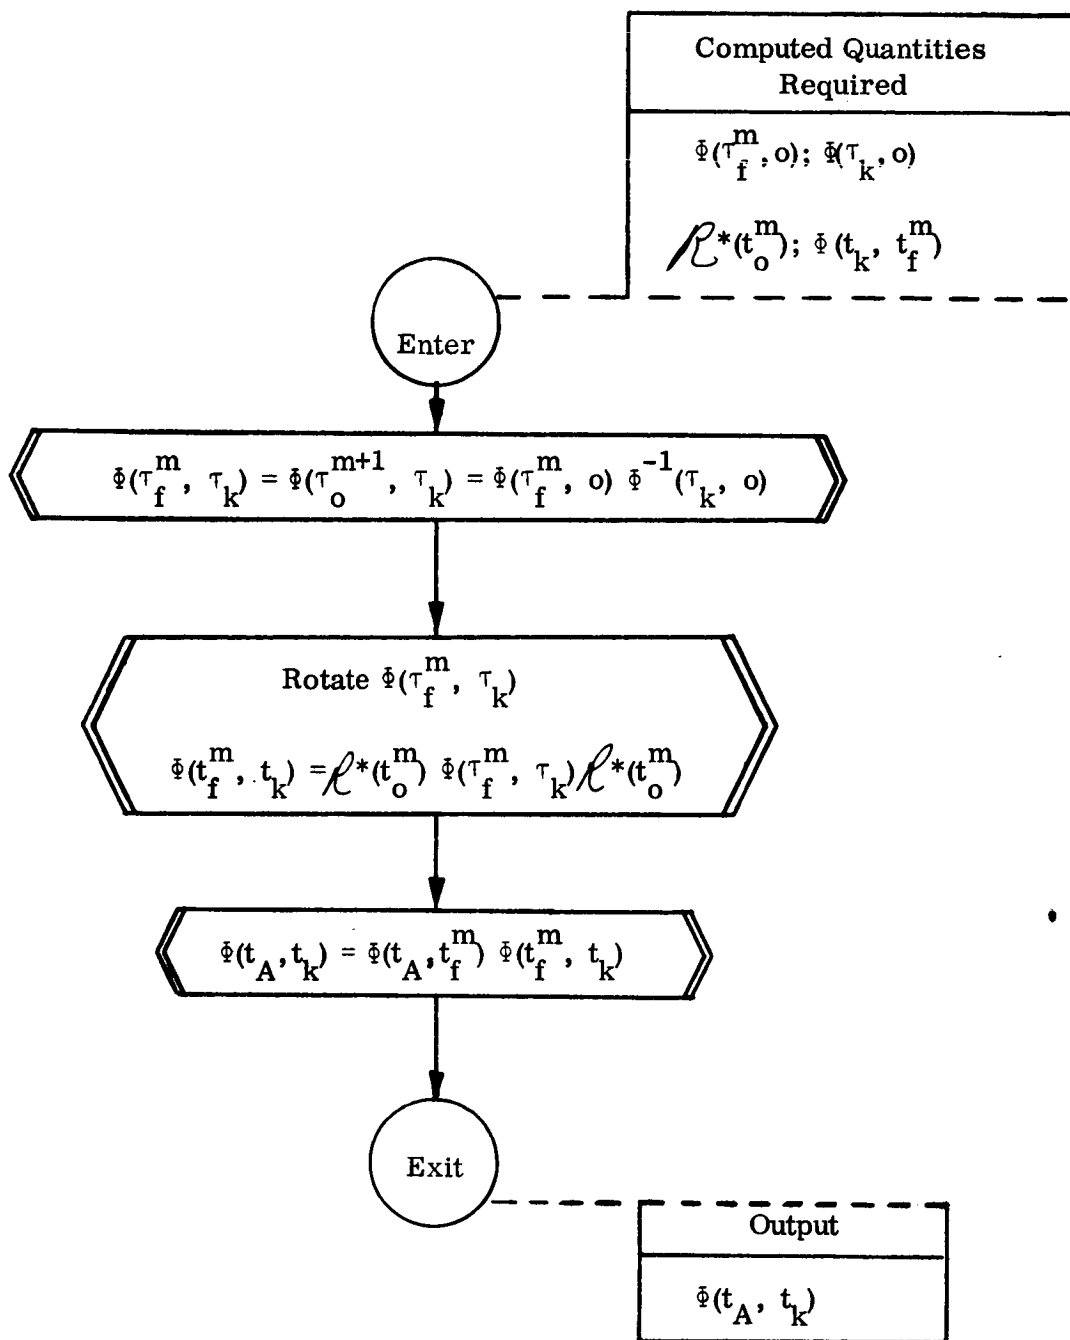 Computed Quantities
Required
Φ(τ_f^m, o); Φ(τ_k, o)
ℛ*(t_o^m); Φ(t_k, t_f^m)
Enter
Φ(τ_f^m, τ_k) = Φ(τ_o^{m+1}, τ_k) = Φ(τ_f^m, o) Φ^{-1}(τ_k, o)
Rotate Φ(τ_f^m, τ_k)
Φ(t_f^m, t_k) = ℛ*(t_o^m) Φ(τ_f^m, τ_k) ℛ*(t_o^m)
Φ(t_A, t_k) = Φ(t_A, t_f^m) Φ(t_f^m, t_k)
Exit
Output
Φ(t_A, t_k)